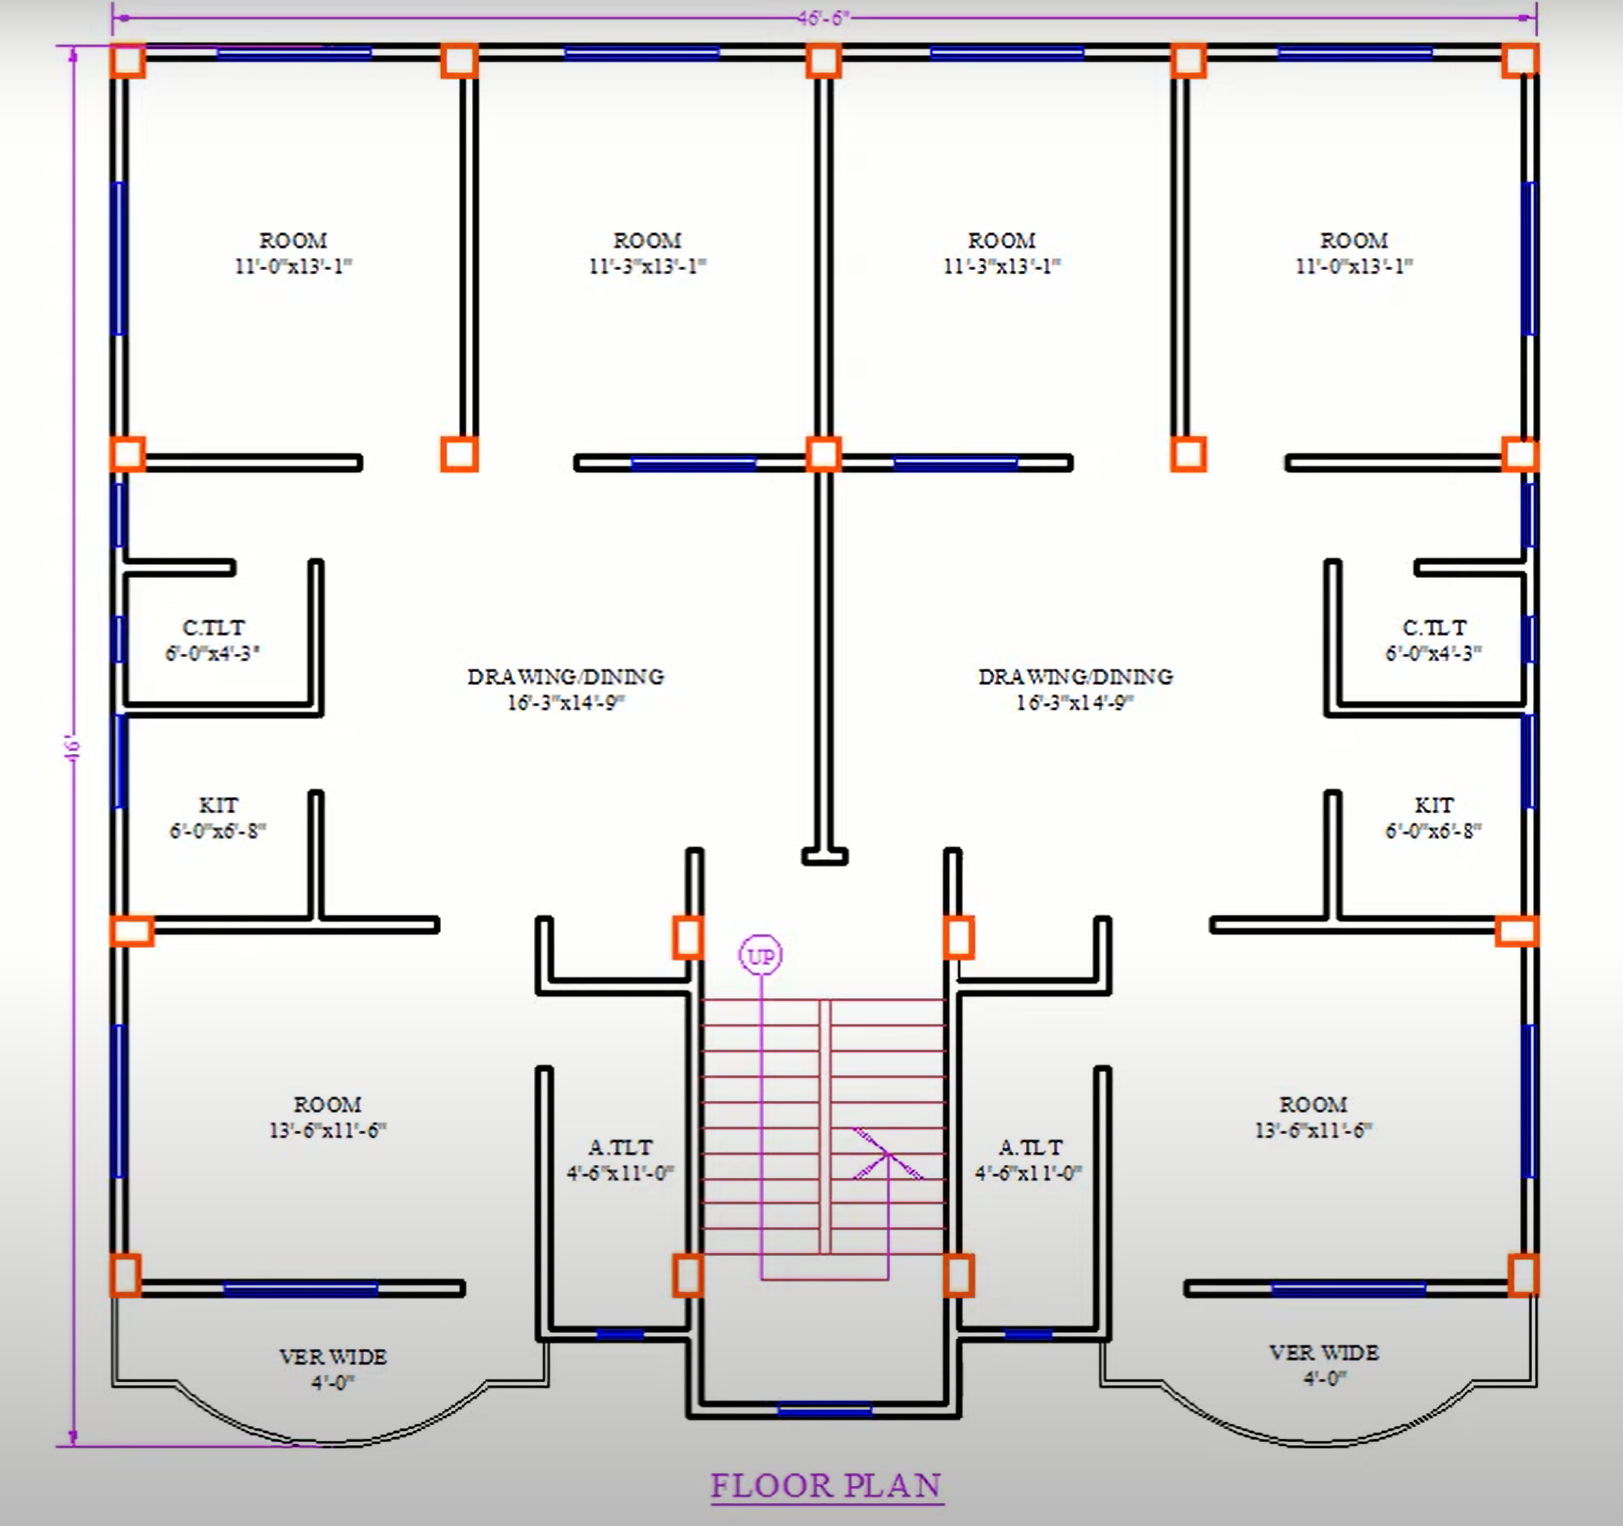 46'-6"
ROOM
11'-0"x13'-1"
ROOM
11'-3"x13'-1"
ROOM
11'-3"x13'-1"
ROOM
11'-0"x13'-1"
C.TLT
6'-0"x4'-3"
C.TLT
6'-0"x4'-3"
DRAWING/DINING
16'-3"x14'-9"
DRAWING/DINING
16'-3"x14'-9"
46'
KIT
6'-0"x6'-8"
KIT
6'-0"x6'-8"
UP
ROOM
13'-6"x11'-6"
A.TLT
4'-6"x11'-0"
A.TLT
4'-6"x11'-0"
ROOM
13'-6"x11'-6"
VER WIDE
4'-0"
VER WIDE
4'-0"
FLOOR PLAN